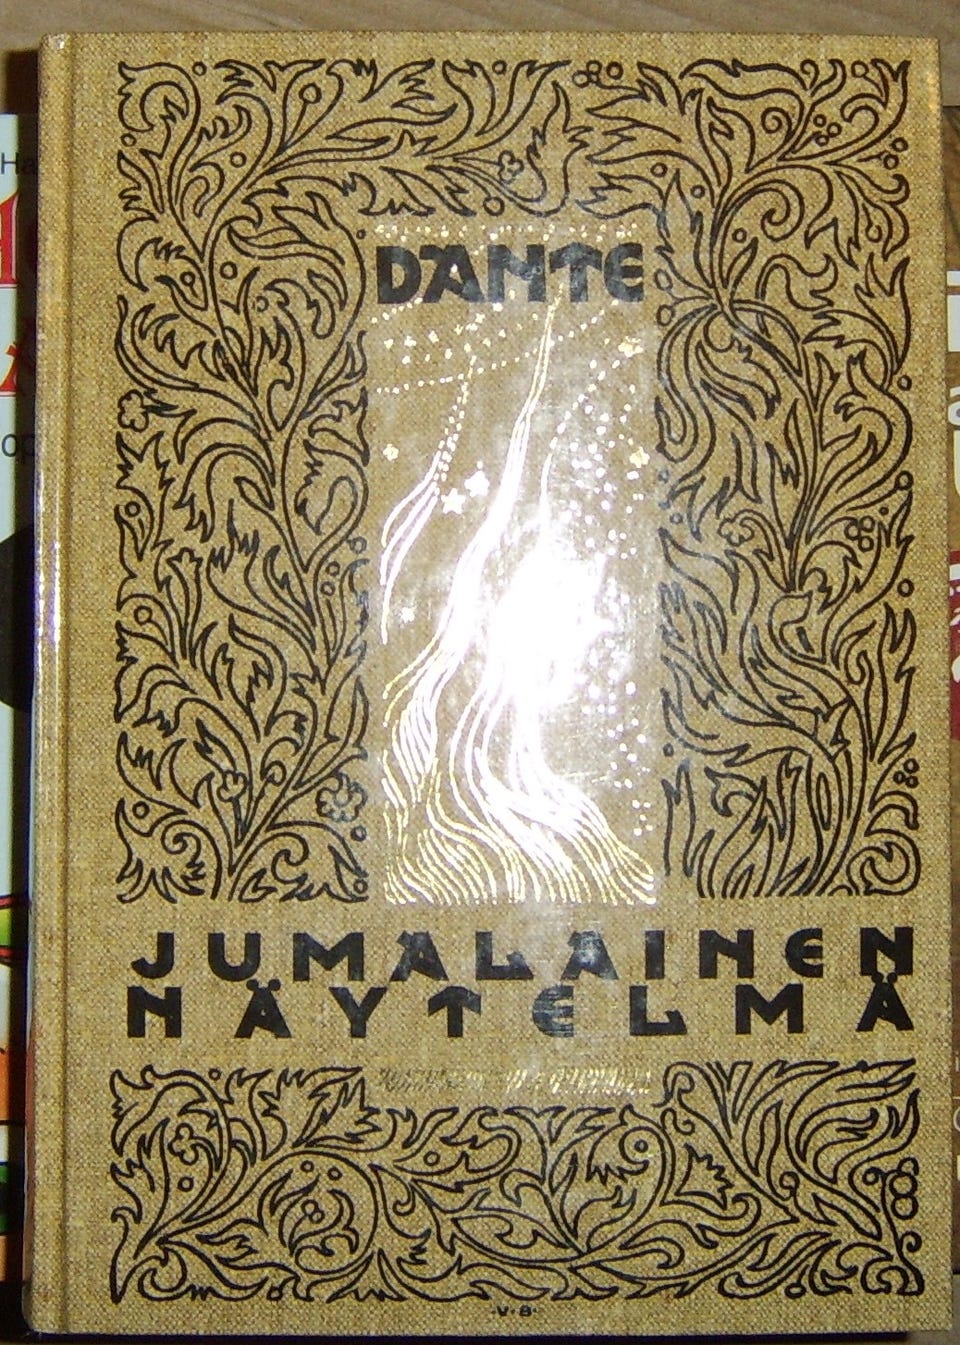 DANTE
JUMALAINEN
NÄYTELMÄ
·V·B·